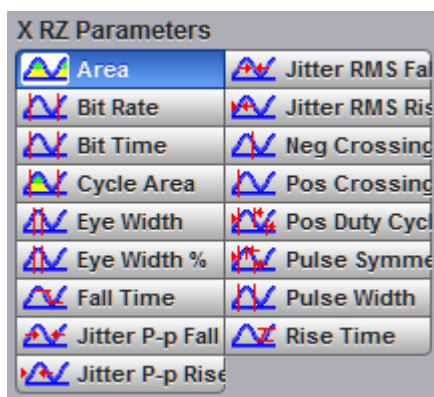 X RZ Parameters
Area
Bit Rate
Bit Time
Cycle Area
Eye Width
Eye Width %
Fall Time
Jitter P-p Fall
Jitter P-p Rise
Jitter RMS Fal
Jitter RMS Ris
Neg Crossing
Pos Crossing
Pos Duty Cycl
Pulse Symme
Pulse Width
Rise Time